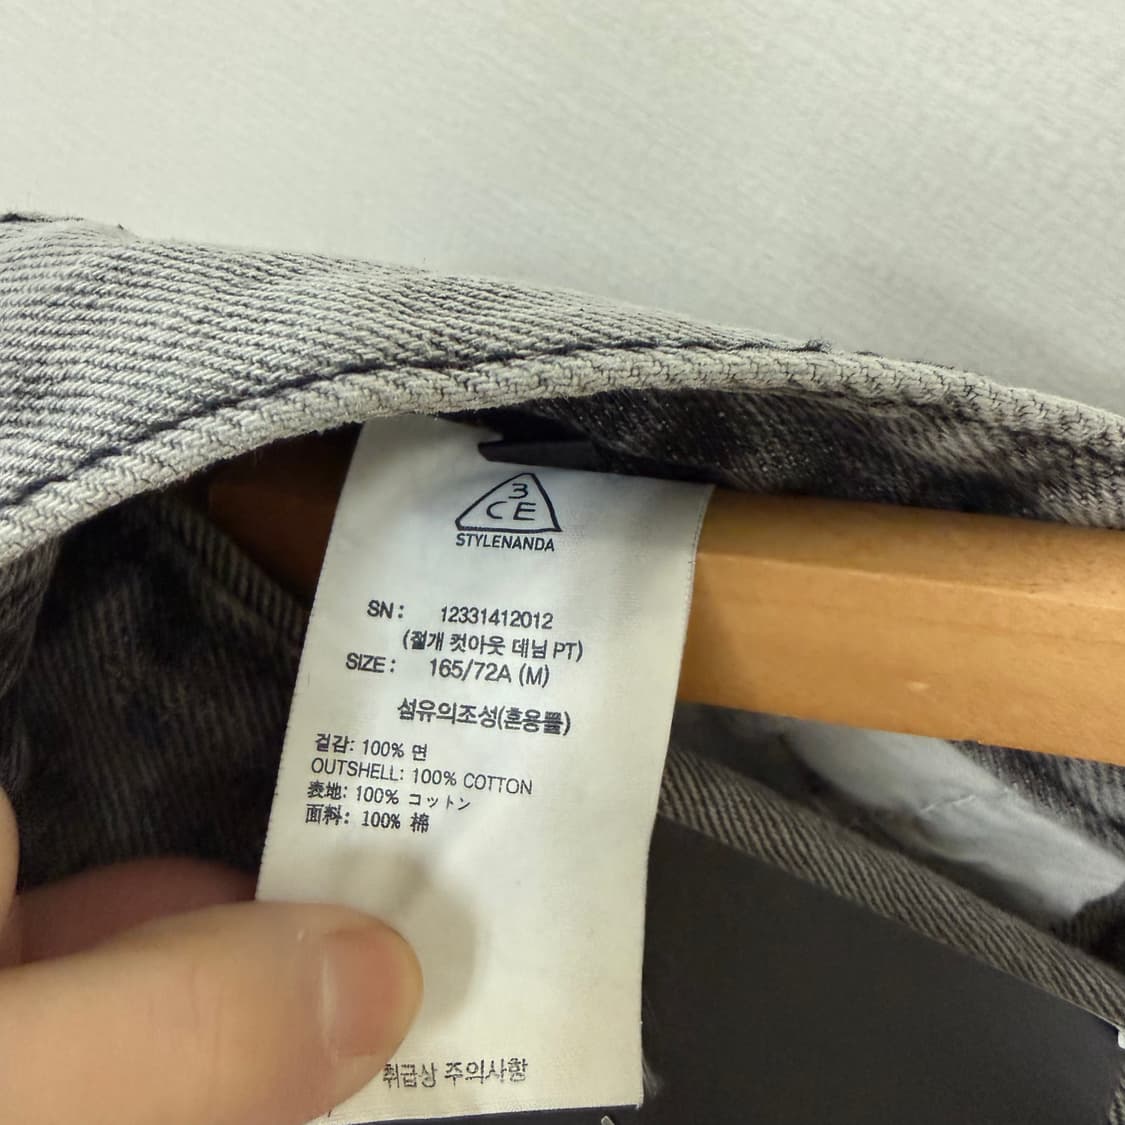 3
CE
STYLENANDA
SN: 12331412012
(절개 컷아웃 데님 PT)
SIZE: 165/72A (M)
섬유의조성(혼용률)
겉감: 100% 면
OUTSHELL: 100% COTTON
表地: 100% コットン
面料: 100% 棉
취급상 주의사항